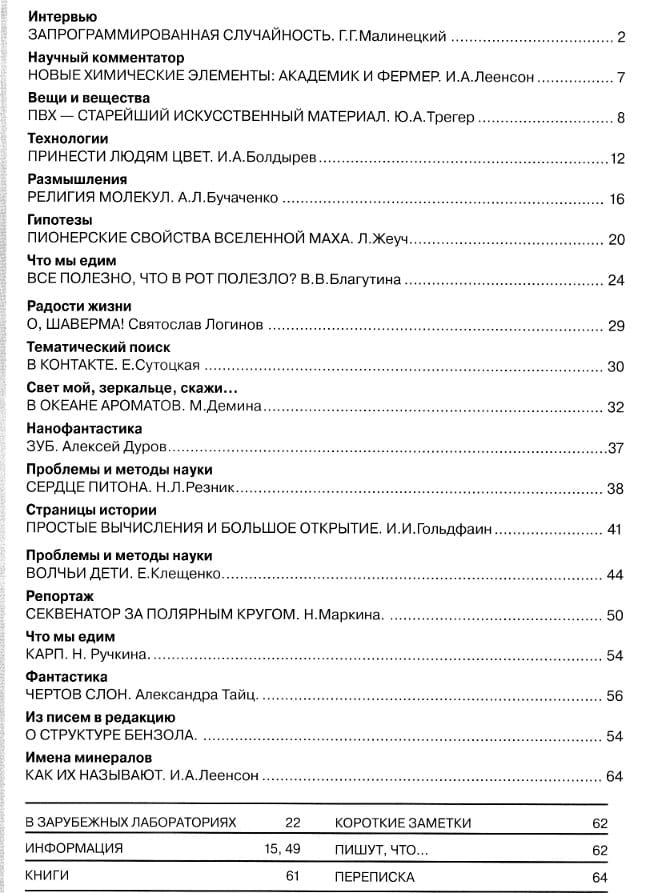 Интервью
ЗАПРОГРАММИРОВАННАЯ СЛУЧАЙНОСТЬ. Г.Г.Малинецкий ........................ 2
Научный комментатор
НОВЫЕ ХИМИЧЕСКИЕ ЭЛЕМЕНТЫ: АКАДЕМИК И ФЕРМЕР. И.А.Леенсон ............ 7
Вещи и вещества
ПВХ — СТАРЕЙШИЙ ИСКУССТВЕННЫЙ МАТЕРИАЛ. Ю.А.Трегер .................... 8
Технологии
ПРИНЕСТИ ЛЮДЯМ ЦВЕТ. И.А.Болдырев........................ 12
Размышления
РЕЛИГИЯ МОЛЕКУЛ. А.Л.Бучаченко ........................ 16
Гипотезы
ПИОНЕРСКИЕ СВОЙСТВА ВСЕЛЕННОЙ МАХА. Л.Жеуч........................ 20
Что мы едим
ВСЕ ПОЛЕЗНО, ЧТО В РОТ ПОЛЕЗЛО? В.В.Благутина ........................ 24
Радости жизни
О, ШАВЕРМА! Святослав Логинов ........................ 29
Тематический поиск
В КОНТАКТЕ. Е.Сутоцкая ........................ 30
Свет мой, зеркальце, скажи...
В ОКЕАНЕ АРОМАТОВ. М.Демина........................ 32
Нанофантастика
ЗУБ. Алексей Дуров........................37
Проблемы и методы науки
СЕРДЦЕ ПИТОНА. Н.Л.Резник........................ 38
Страницы истории
ПРОСТЫЕ ВЫЧИСЛЕНИЯ И БОЛЬШОЕ ОТКРЫТИЕ. И.И.Гольдфаин........................ 41
Проблемы и методы науки
ВОЛЧЬИ ДЕТИ. Е.Клещенко........................ 44
Репортаж
СЕКВЕНАТОР ЗА ПОЛЯРНЫМ КРУГОМ. Н.Маркина. ........................ 50
Что мы едим
КАРП. Н. Ручкина......................... 54
Фантастика
ЧЕРТОВ СЛОН. Александра Тайц. ........................ 56
Из писем в редакцию
О СТРУКТУРЕ БЕНЗОЛА. ........................ 54
Имена минералов
КАК ИХ НАЗЫВАЮТ. И.А.Леенсон ........................ 64
В ЗАРУБЕЖНЫХ ЛАБОРАТОРИЯХ 22 КОРОТКИЕ ЗАМЕТКИ 62
ИНФОРМАЦИЯ 15, 49 ПИШУТ, ЧТО... 62
КНИГИ 61 ПЕРЕПИСКА 64